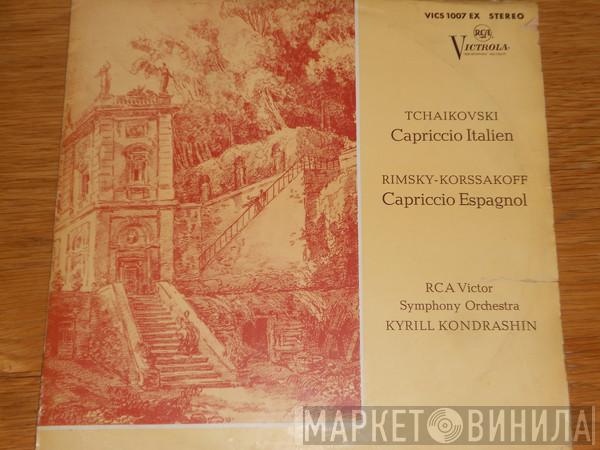 VICS 1007 EX STEREO
RCA
VICTROLA
TCHAIKOVSKI
Capriccio Italien
RIMSKY-KORSSAKOFF
Capriccio Espagnol
RCA Victor
Symphony Orchestra
KYRILL KONDRASHIN
МАРКЕТ ВИНИЛА